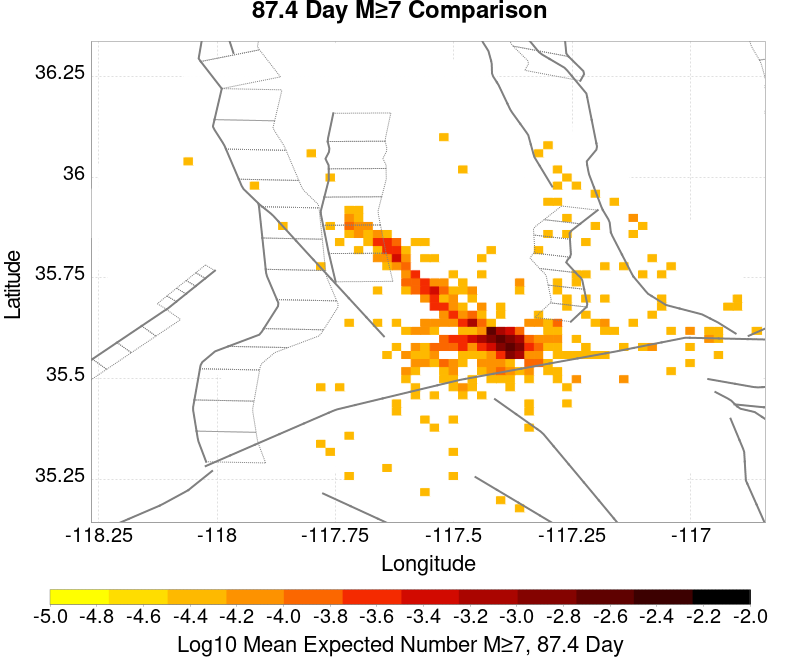 87.4 Day M≥7 Comparison
36.25
36
35.75
35.5
35.25
Latitude
-118.25 -118 -117.75 -117.5 -117.25 -117
Longitude
-5.0 -4.8 -4.6 -4.4 -4.2 -4.0 -3.8 -3.6 -3.4 -3.2 -3.0 -2.8 -2.6 -2.4 -2.2 -2.0
Log10 Mean Expected Number M≥7, 87.4 Day